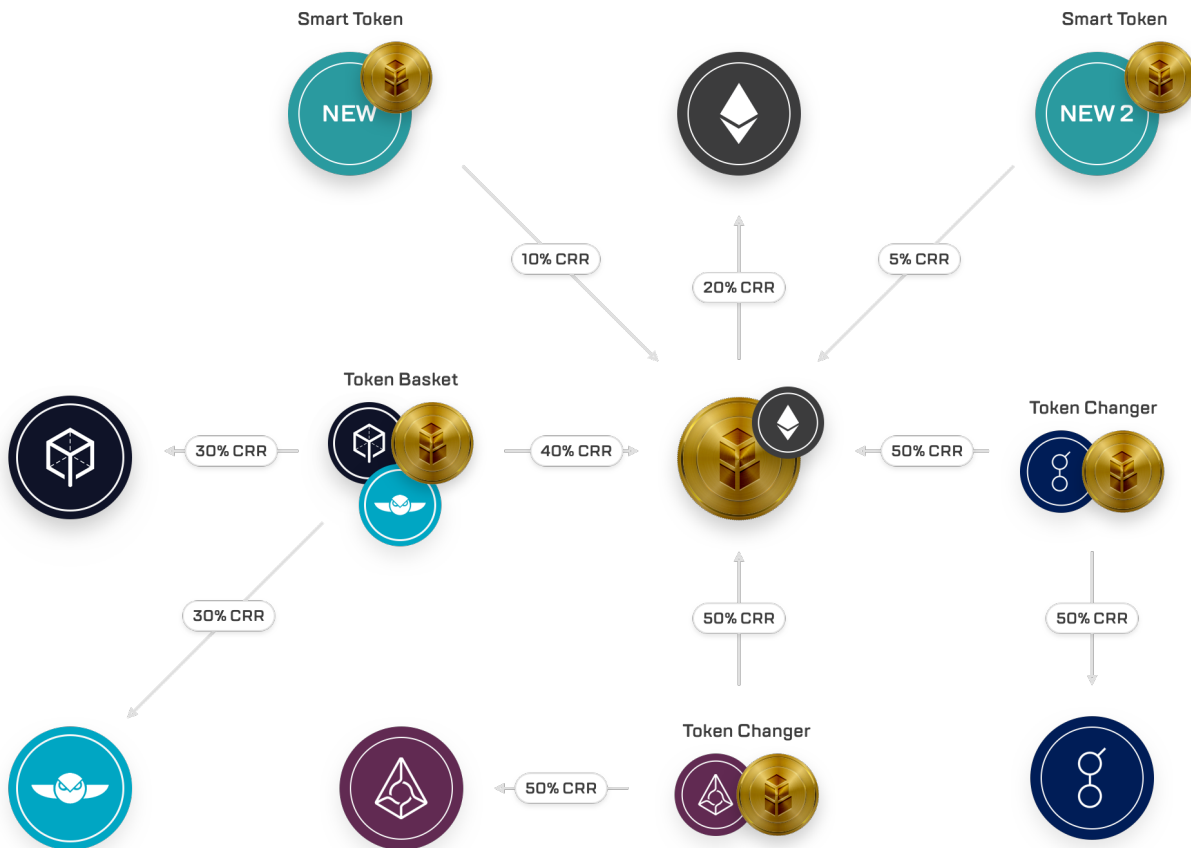 Smart Token
Smart Token
NEW
NEW 2
10% CRR
5% CRR
20% CRR
Token Basket
Token Changer
30% CRR
40% CRR
50% CRR
30% CRR
50% CRR
50% CRR
Token Changer
50% CRR